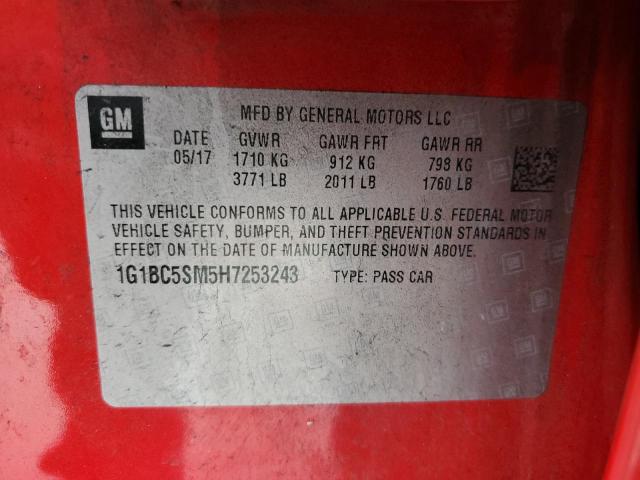 GM
MFD BY GENERAL MOTORS LLC
DATE GVWR GAWR FRT GAWR RR
05/17 1710 KG 912 KG 798 KG
3771 LB 2011 LB 1760 LB
THIS VEHICLE CONFORMS TO ALL APPLICABLE U.S. FEDERAL MOTOR
VEHICLE SAFETY, BUMPER, AND THEFT PREVENTION STANDARDS IN
EFFECT ON THE DATE OF MANUFACTURE SHOWN ABOVE.
1G1BC5SM5H7253243 TYPE: PASS CAR